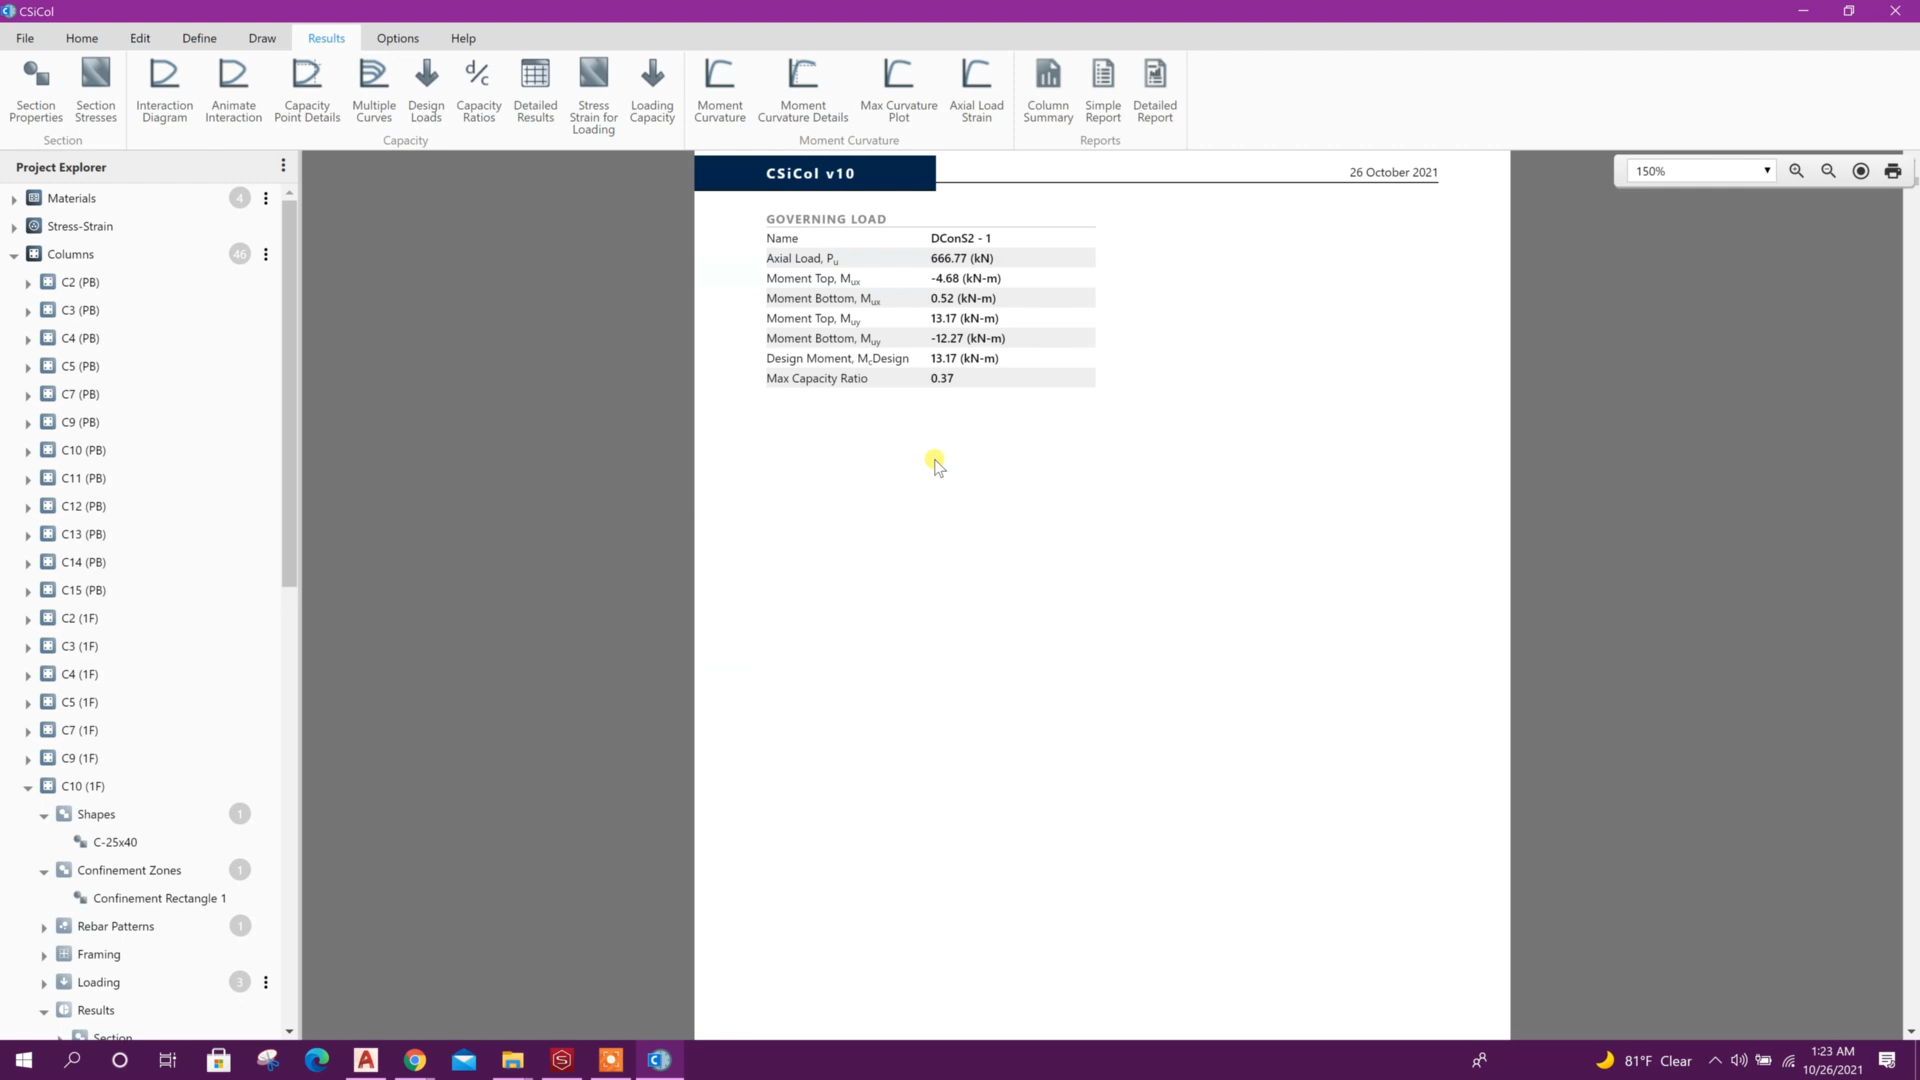 CSiCol
File Home Edit Define Draw Results Options Help
Section Properties
Section Stresses
Interaction Diagram
Animate Interaction
Capacity Point Details
Multiple Curves
Design Loads
d/c
Capacity Ratios
Detailed Results
Stress Strain for Loading
Loading Capacity
Moment Curvature
Moment Curvature Details
Max Curvature Plot
Axial Load Strain
Column Summary
Simple Report
Detailed Report
Section Capacity Moment Curvature Reports
Project Explorer
Materials 4
Stress-Strain
Columns 46
C2 (PB)
C3 (PB)
C4 (PB)
C5 (PB)
C7 (PB)
C9 (PB)
C10 (PB)
C11 (PB)
C12 (PB)
C13 (PB)
C14 (PB)
C15 (PB)
C2 (1F)
C3 (1F)
C4 (1F)
C5 (1F)
C7 (1F)
C9 (1F)
C10 (1F)
Shapes 1
C-25x40
Confinement Zones 1
Confinement Rectangle 1
Rebar Patterns 1
Framing
Loading 3
Results
Section
CSiCol v10
26 October 2021
150%
GOVERNING LOAD
Name DConS2 - 1
Axial Load, Pu 666.77 (kN)
Moment Top, Mux -4.68 (kN-m)
Moment Bottom, Mux 0.52 (kN-m)
Moment Top, Muy 13.17 (kN-m)
Moment Bottom, Muy -12.27 (kN-m)
Design Moment, McDesign 13.17 (kN-m)
Max Capacity Ratio 0.37
81°F Clear
1:23 AM
10/26/2021